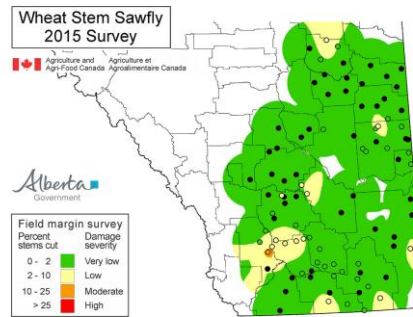 Wheat Stem Sawfly
2015 Survey
Agriculture and Agriculture et
Agri-Food Canada Agroalimentaire Canada
Alberta
Government
Field margin survey
Percent Damage
stems cut severity
0 - 2 Very low
2 - 10 Low
10 - 25 Moderate
> 25 High